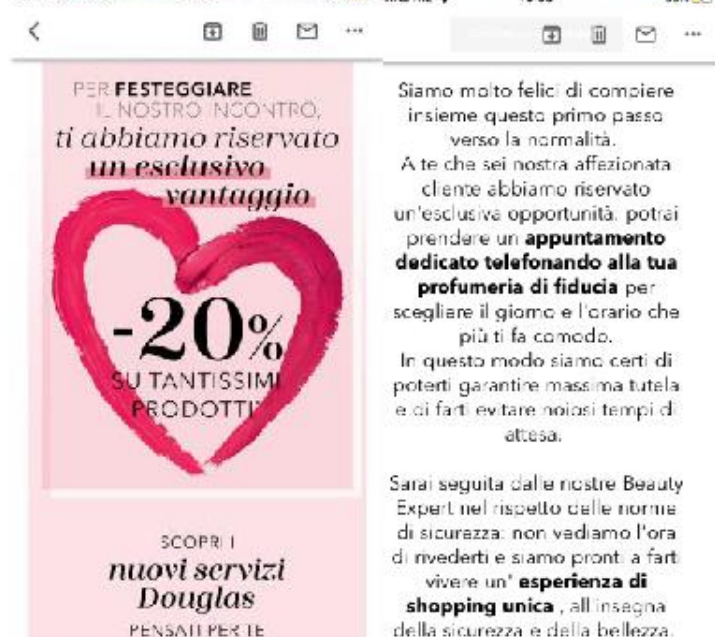 PER FESTEGGIARE
IL NOSTRO INCONTRO,
ti abbiamo riservato
un esclusivo
vantaggio
-20%
SU TANTISSIMI
PRODOTTI*
SCOPRI I
nuovi servizi
Douglas
PENSATI PER TE
Siamo molto felici di compiere
insieme questo primo passo
verso la normalità.
A te che sei nostra affezionata
cliente abbiamo riservato
un'esclusiva opportunità: potrai
prendere un appuntamento
dedicato telefonando alla tua
profumeria di fiducia per
scegliere il giorno e l'orario che
più ti fa comodo.
In questo modo siamo certi di
poterti garantire massima tutela
e di farti evitare noiosi tempi di
attesa.
Sarai seguita dalle nostre Beauty
Expert nel rispetto delle norme
di sicurezza: non vediamo l'ora
di rivederti e siamo pronti a farti
vivere un' esperienza di
shopping unica , all'insegna
della sicurezza e della bellezza.